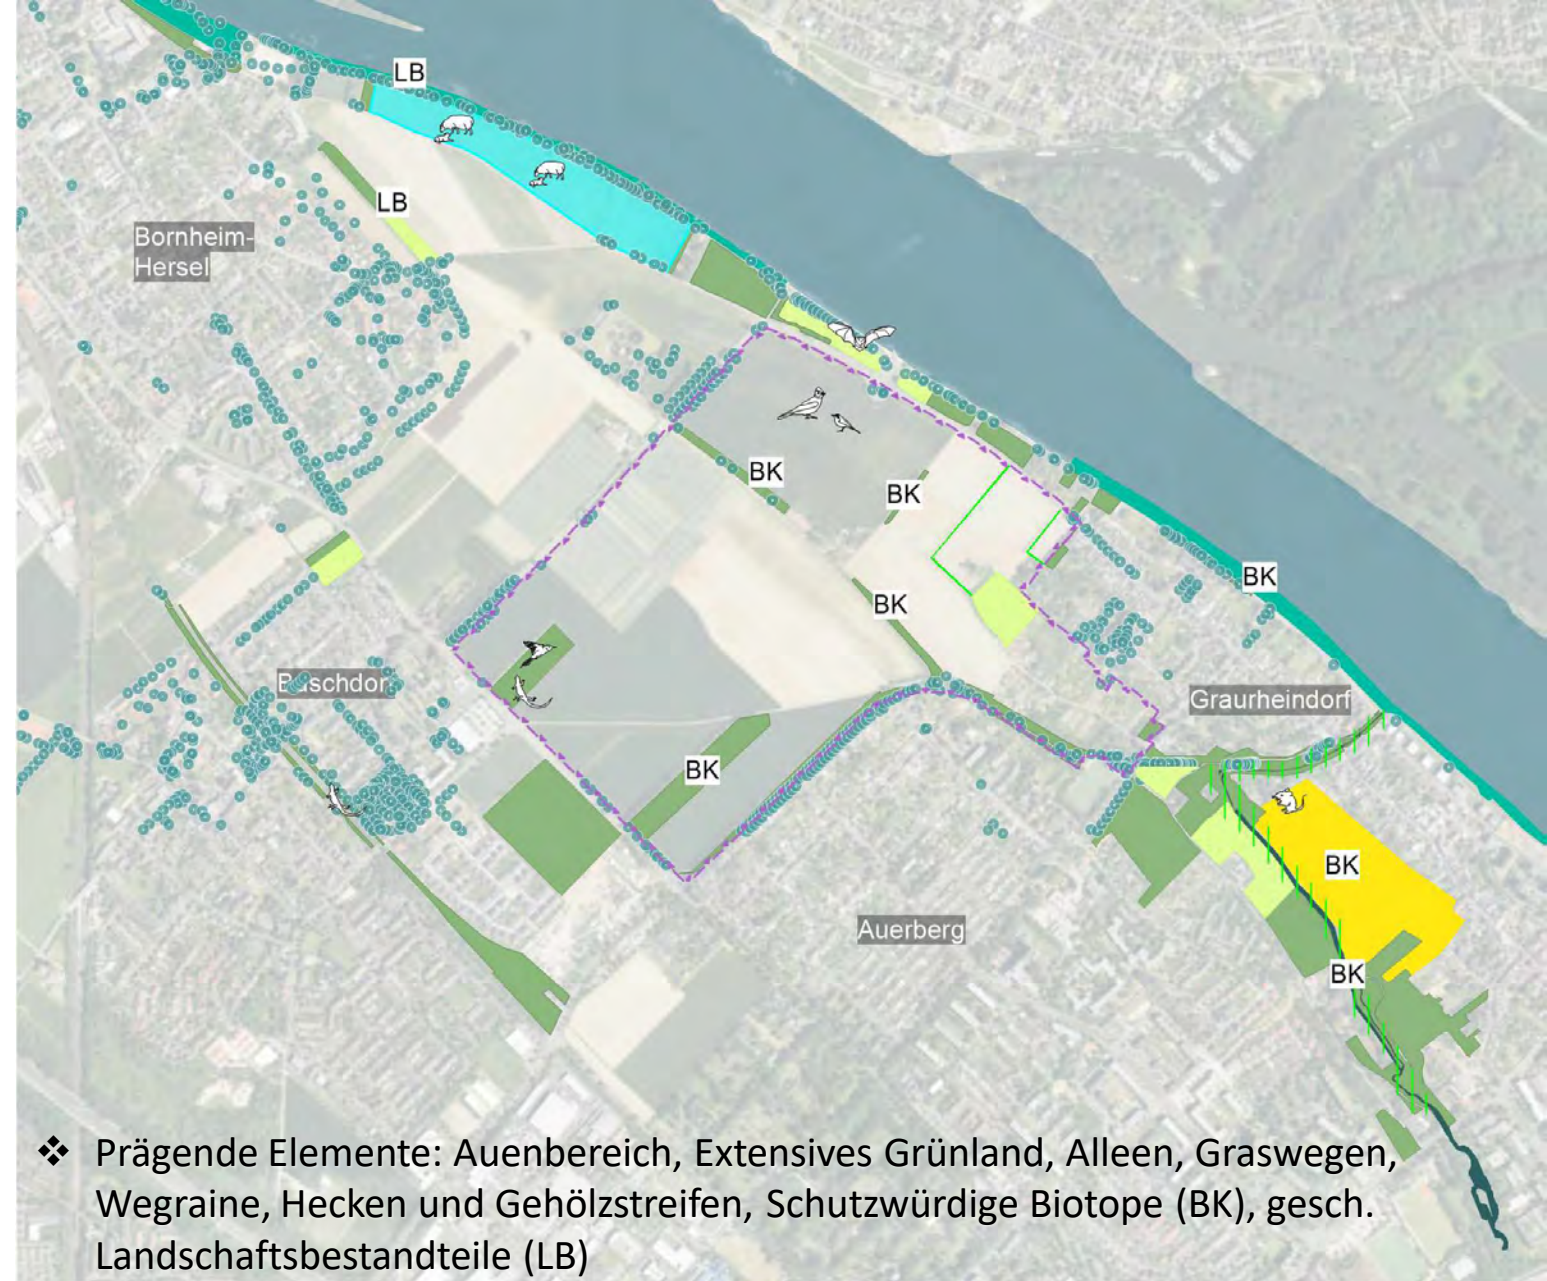 LB
LB
Bornheim-
Hersel
BK
BK
BK
BK
Graurheindorf
BK
BK
Auerberg
BK
❖ Prägende Elemente: Auenbereich, Extensives Grünland, Alleen, Graswegen,
Wegraine, Hecken und Gehölzstreifen, Schutzwürdige Biotope (BK), gesch.
Landschaftsbestandteile (LB)